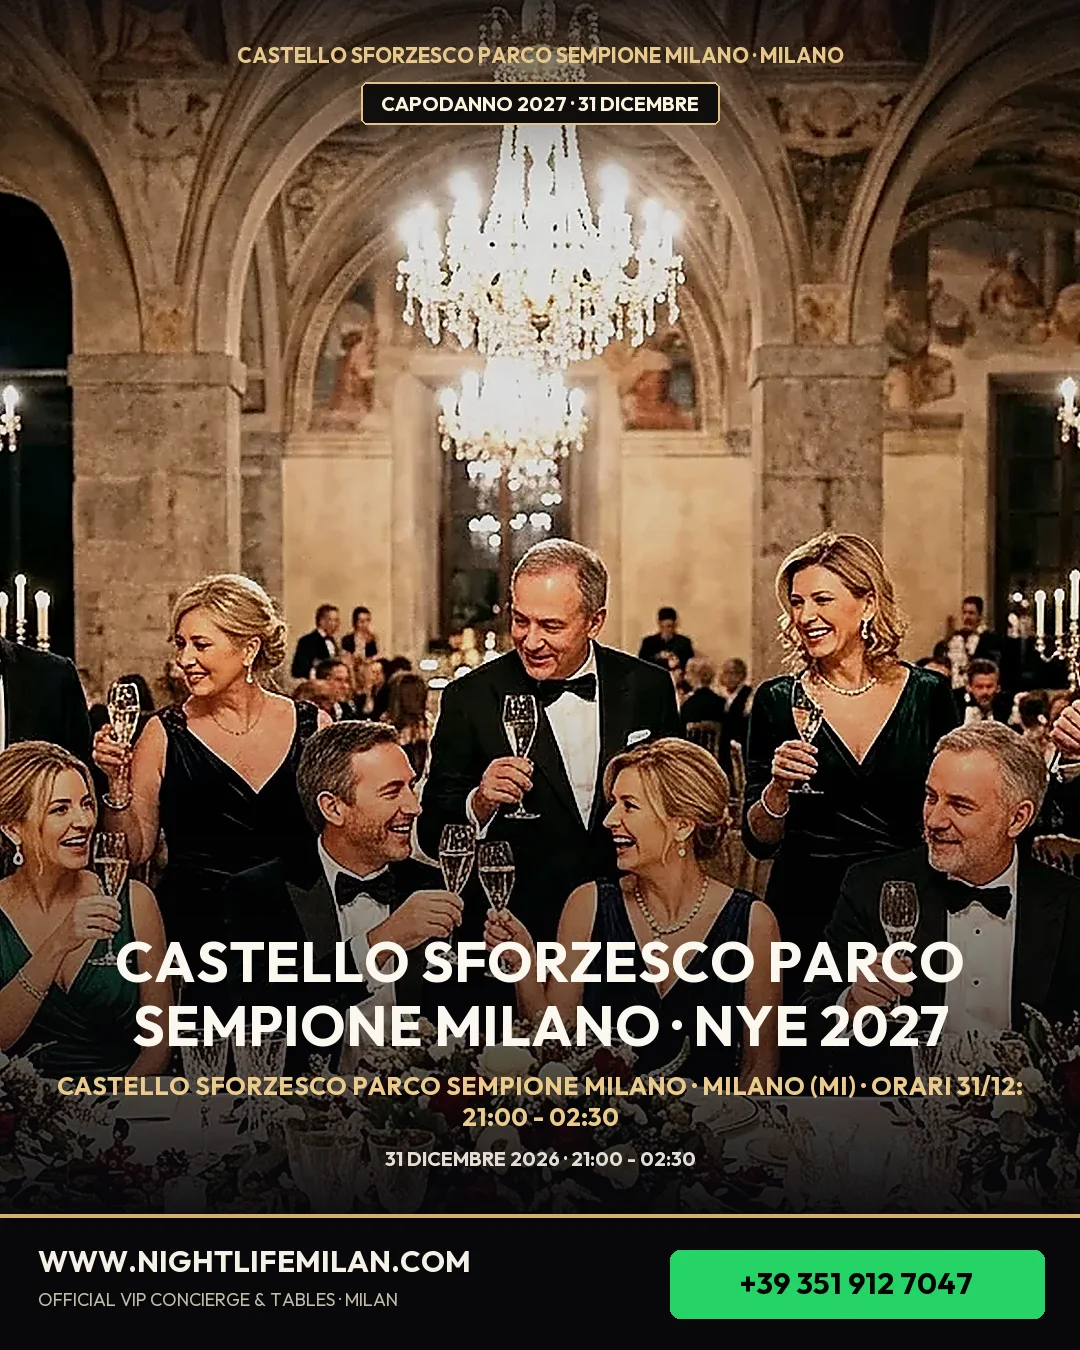 CASTELLO SFORZESCO PARCO SEMPIONE MILANO · MILANO
CAPODANNO 2027 · 31 DICEMBRE
CASTELLO SFORZESCO PARCO
SEMPIONE MILANO · NYE 2027
CASTELLO SFORZESCO PARCO SEMPIONE MILANO · MILANO (MI) · ORARI 31/12:
21:00 - 02:30
31 DICEMBRE 2026 · 21:00 - 02:30
WWW.NIGHTLIFEMILAN.COM
OFFICIAL VIP CONCIERGE & TABLES · MILAN
+39 351 912 7047